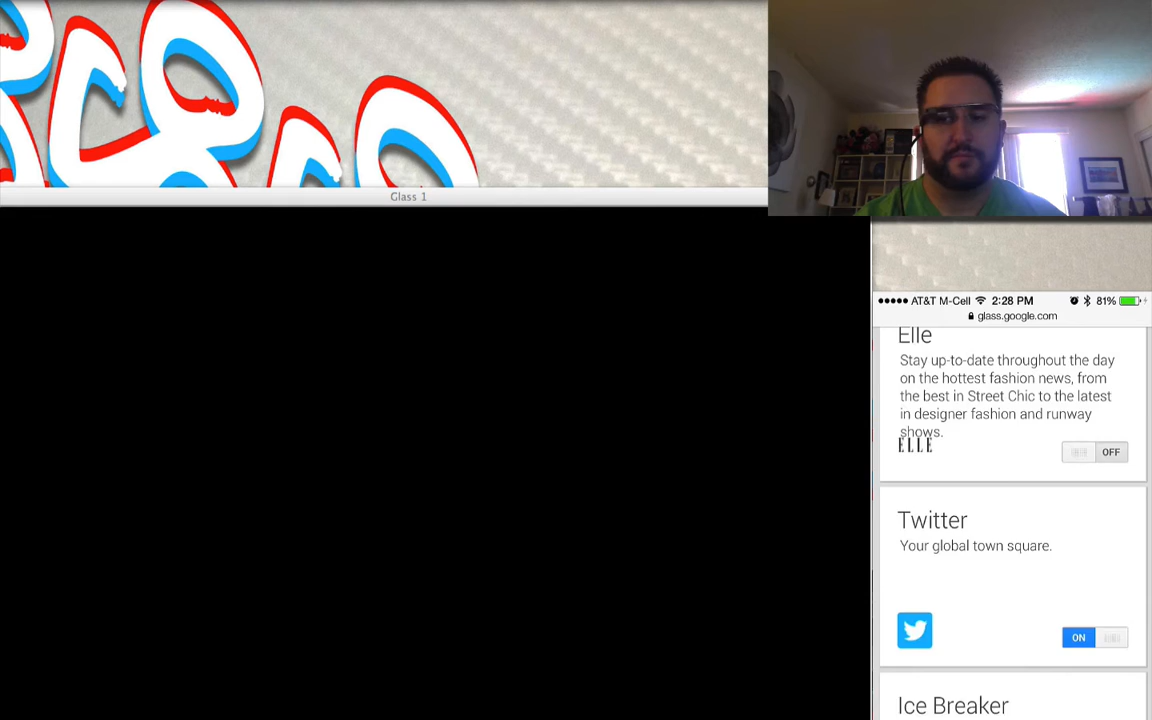 Glass 1
AT&T M-Cell 2:28 PM 81%
glass.google.com
Elle
Stay up-to-date throughout the day
on the hottest fashion news, from
the best in Street Chic to the latest
in designer fashion and runway
shows.
ELLE
OFF
Twitter
Your global town square.
ON
Ice Breaker